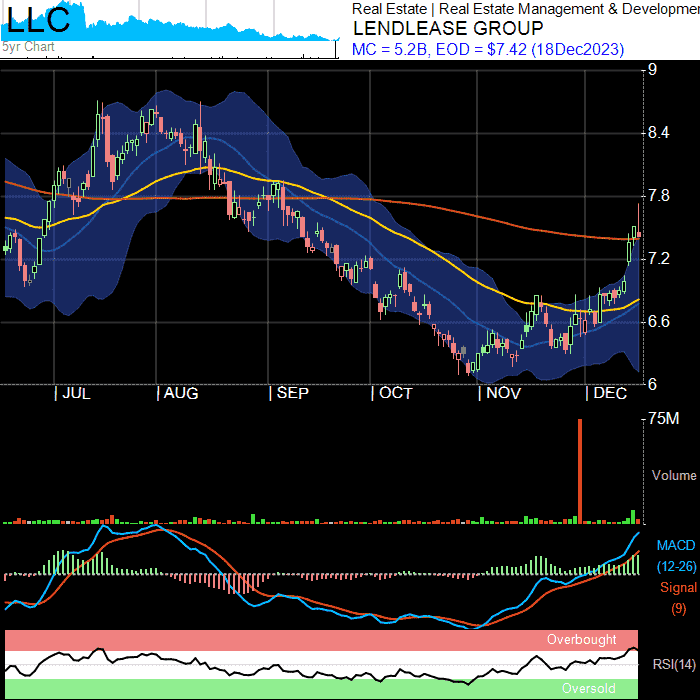 LLC
5yr Chart
Real Estate | Real Estate Management & Developmen
LENDLEASE GROUP
MC = 5.2B, EOD = $7.42 (18Dec2023)
9
8.4
7.8
7.2
6.6
6
JUL AUG SEP OCT NOV DEC
75M
Volume
MACD
(12-26)
Signal
(9)
Overbought
RSI(14)
Oversold